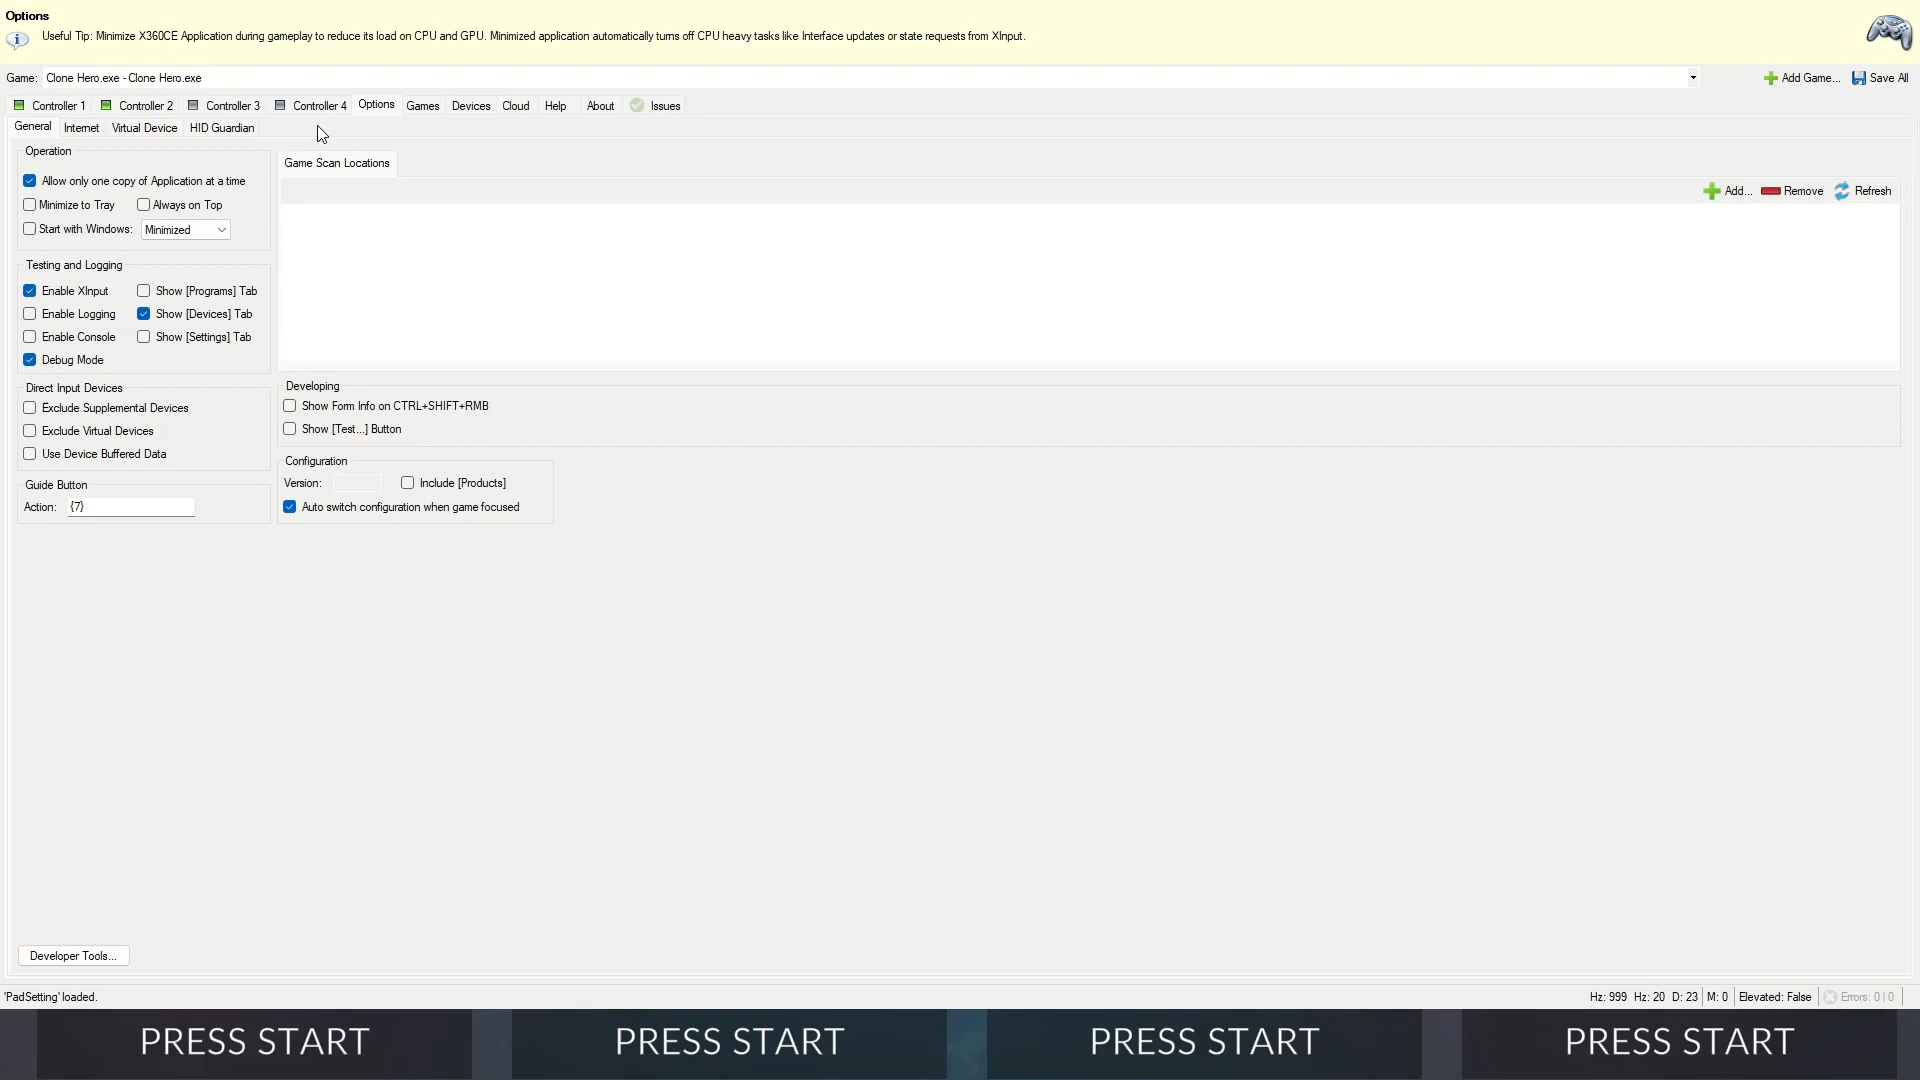 Options
Useful Tip: Minimize X360CE Application during gameplay to reduce its load on CPU and GPU. Minimized application automatically turns off CPU heavy tasks like Interface updates or state requests from XInput.
Game: Clone Hero.exe - Clone Hero.exe Add Game... Save All
Controller 1 Controller 2 Controller 3 Controller 4 Options Games Devices Cloud Help About Issues
General Internet Virtual Device HID Guardian
Operation
Allow only one copy of Application at a time
Minimize to Tray Always on Top
Start with Windows: Minimized
Testing and Logging
Enable XInput Show [Programs] Tab
Enable Logging Show [Devices] Tab
Enable Console Show [Settings] Tab
Debug Mode
Direct Input Devices
Exclude Supplemental Devices
Exclude Virtual Devices
Use Device Buffered Data
Guide Button
Action: {7}
Game Scan Locations
Add... Remove Refresh
Developing
Show Form Info on CTRL+SHIFT+RMB
Show [Test...] Button
Configuration
Version: Include [Products]
Auto switch configuration when game focused
Developer Tools...
'PadSetting' loaded. Hz: 999 Hz: 20 D: 23 M: 0 Elevated: False Errors: 0 | 0
PRESS START PRESS START PRESS START PRESS START